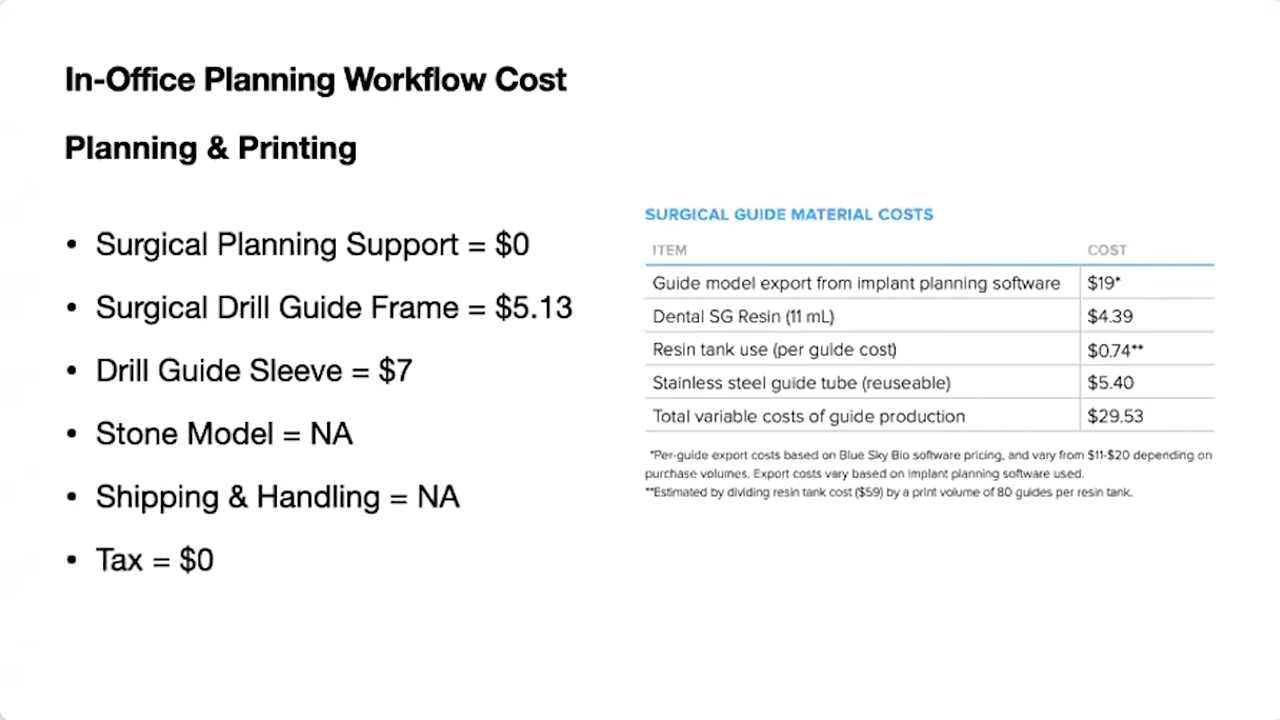 In-Office Planning Workflow Cost
Planning & Printing
• Surgical Planning Support = $0
• Surgical Drill Guide Frame = $5.13
• Drill Guide Sleeve = $7
• Stone Model = NA
• Shipping & Handling = NA
• Tax = $0
SURGICAL GUIDE MATERIAL COSTS
ITEM COST
Guide model export from implant planning software $19*
Dental SG Resin (11 mL) $4.39
Resin tank use (per guide cost) $0.74**
Stainless steel guide tube (reuseable) $5.40
Total variable costs of guide production $29.53
*Per-guide export costs based on Blue Sky Bio software pricing, and vary from $11-$20 depending on
purchase volumes. Export costs vary based on implant planning software used.
**Estimated by dividing resin tank cost ($59) by a print volume of 80 guides per resin tank.